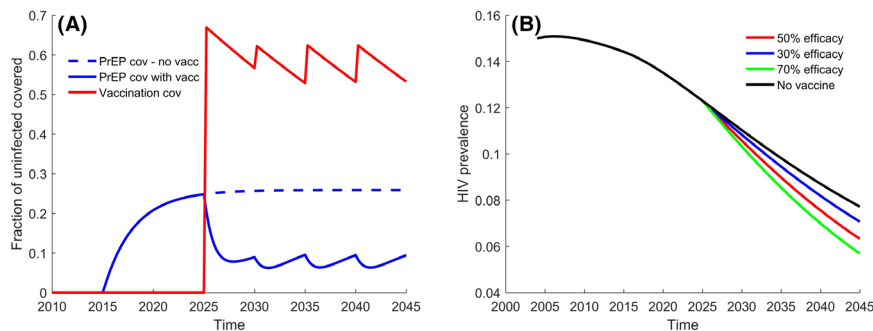 (A)
0.7
0.6
0.5
0.4
0.3
0.2
0.1
0
Fraction of uninfected covered
PrEP cov - no vacc
PrEP cov with vacc
Vaccination cov
2010 2015 2020 2025 2030 2035 2040 2045
Time
(B)
0.16
0.14
0.12
0.1
0.08
0.06
0.04
HIV prevalence
50% efficacy
30% efficacy
70% efficacy
No vaccine
2000 2005 2010 2015 2020 2025 2030 2035 2040 2045
Time